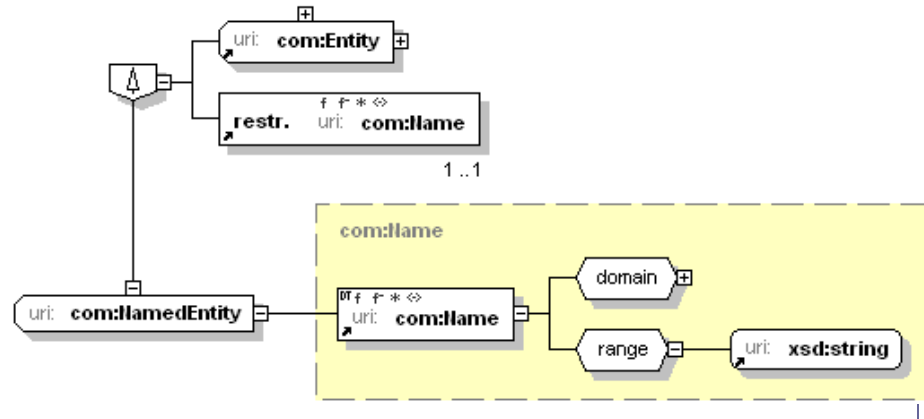 uri: com:Entity
f f- * <>
restr. uri: com:Name
1 ..1
com:Name
domain
DT f f- * <>
uri: com:NamedEntity
uri: com:Name
range
uri: xsd:string